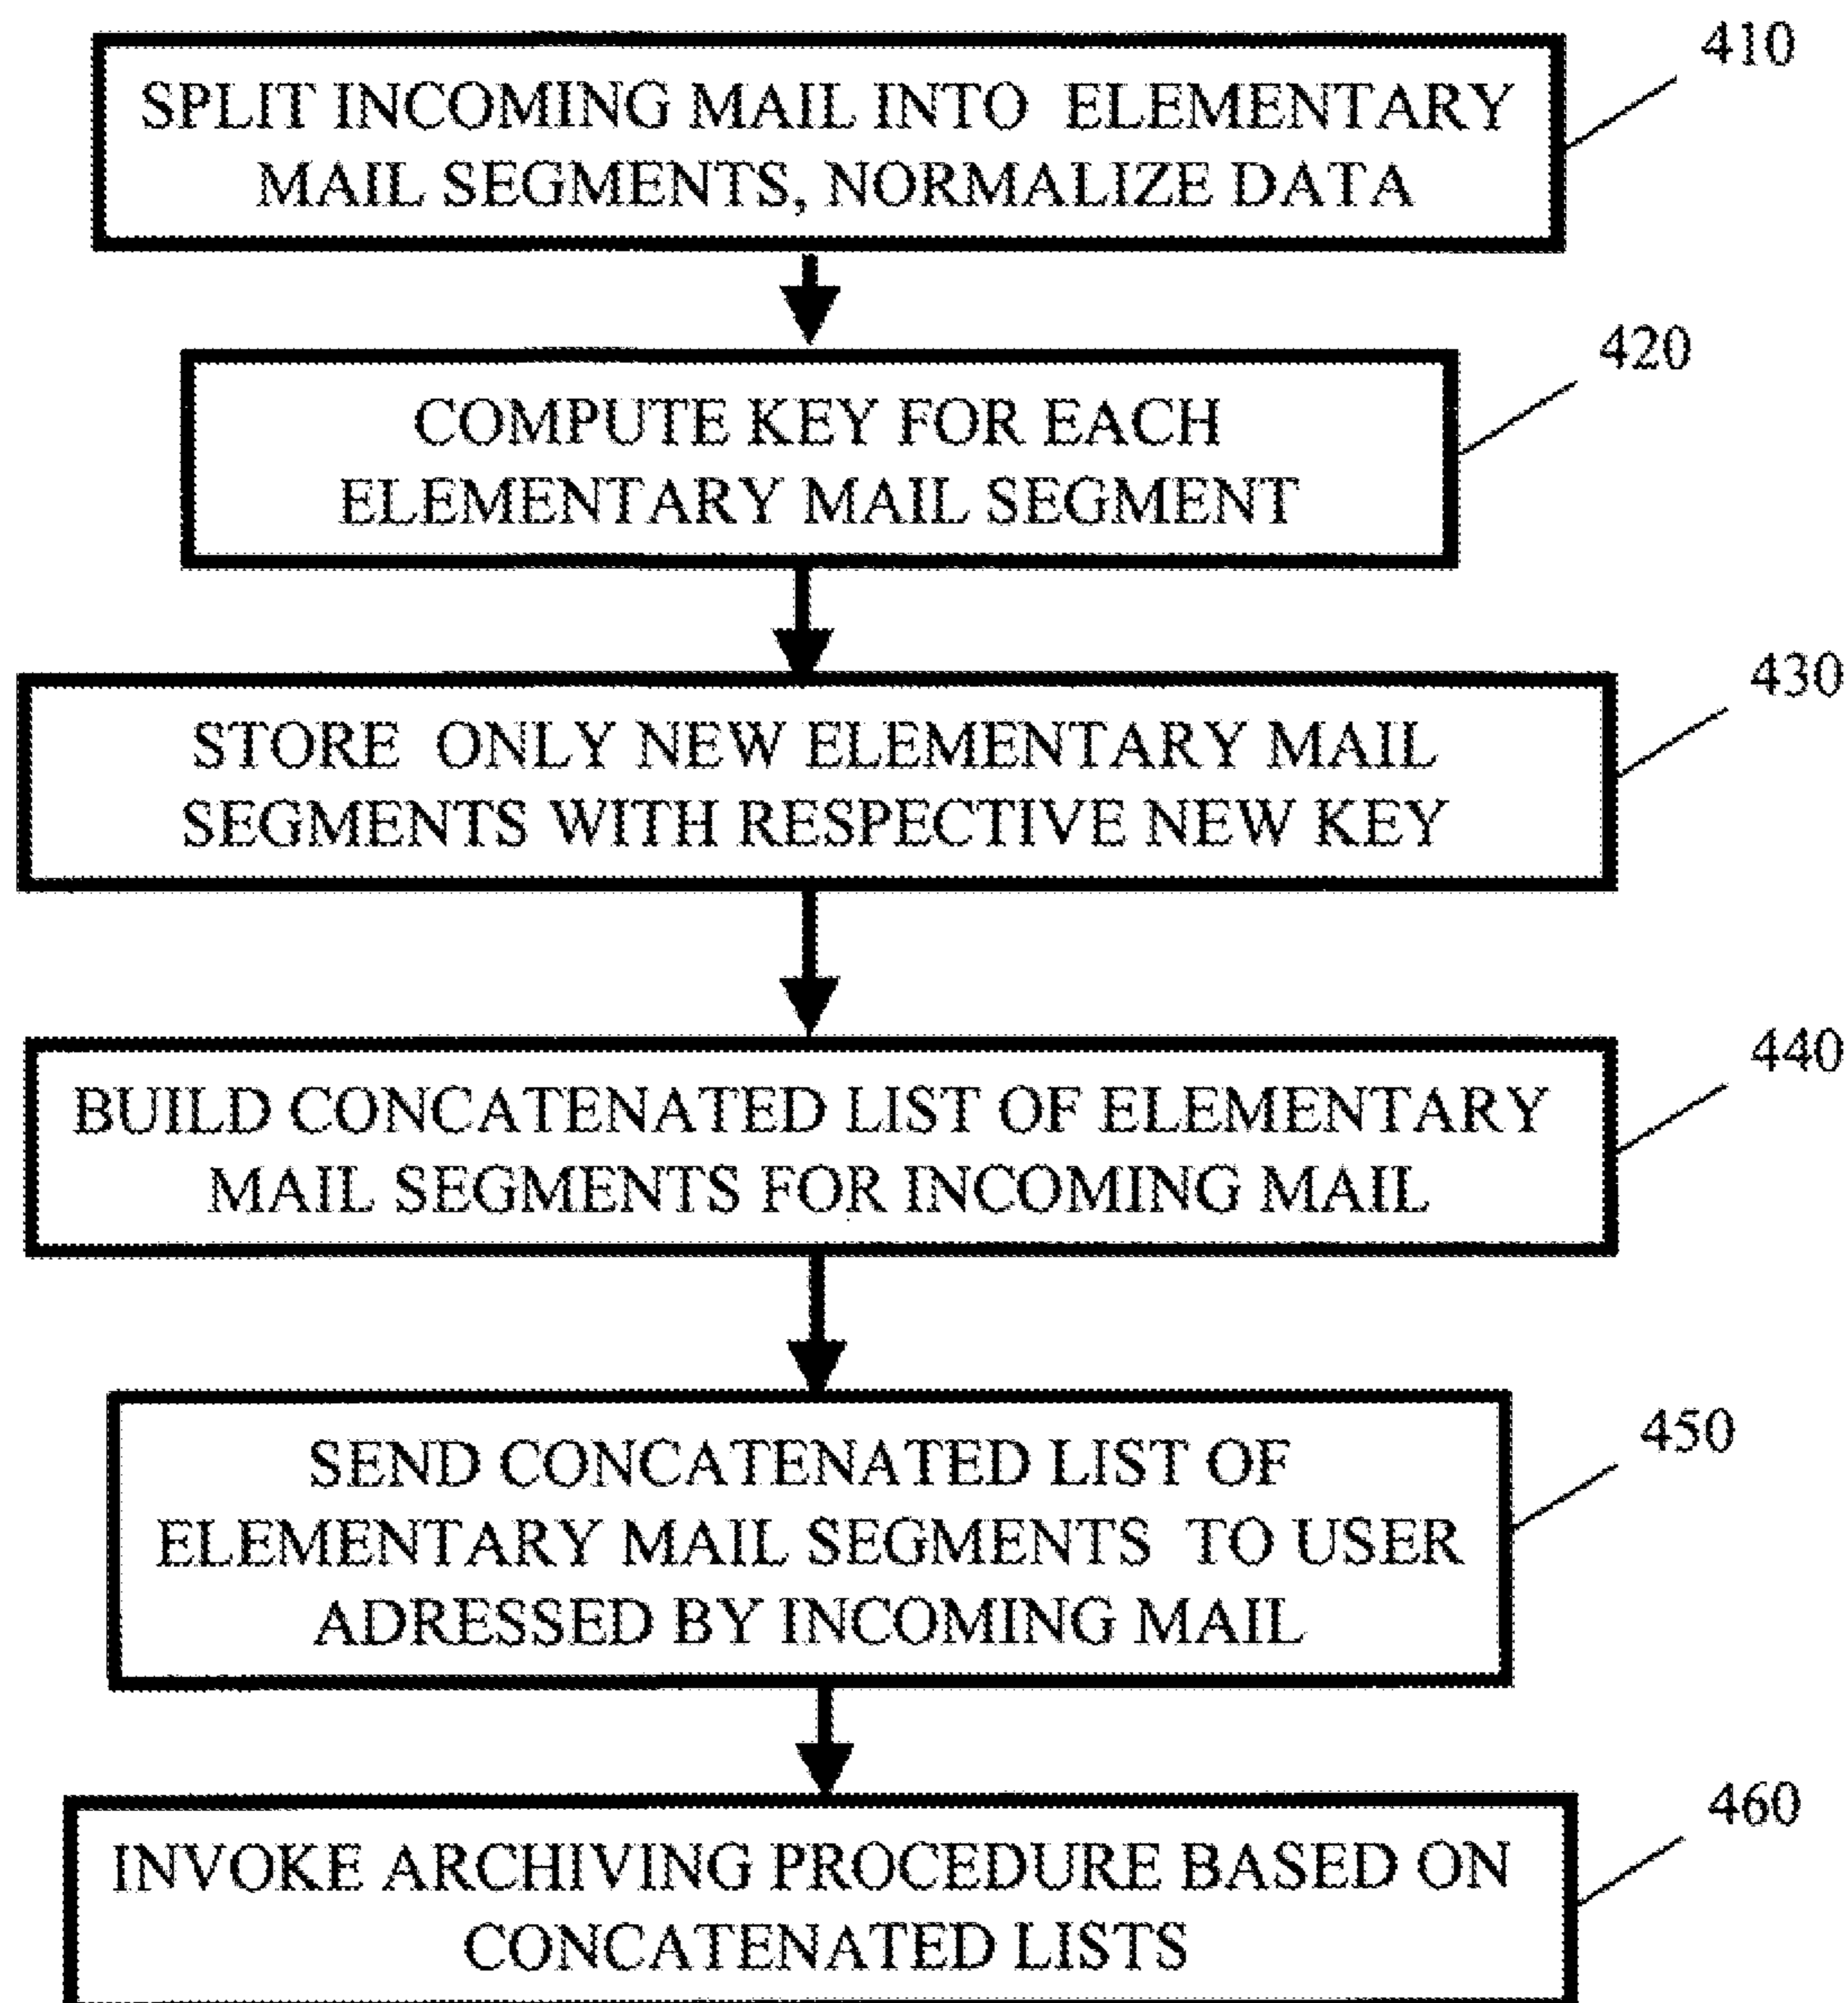 410
SPLIT INCOMING MAIL INTO ELEMENTARY
MAIL SEGMENTS, NORMALIZE DATA
420
COMPUTE KEY FOR EACH
ELEMENTARY MAIL SEGMENT
430
STORE ONLY NEW ELEMENTARY MAIL
SEGMENTS WITH RESPECTIVE NEW KEY
440
BUILD CONCATENATED LIST OF ELEMENTARY
MAIL SEGMENTS FOR INCOMING MAIL
450
SEND CONCATENATED LIST OF
ELEMENTARY MAIL SEGMENTS TO USER
ADRESSED BY INCOMING MAIL
460
INVOKE ARCHIVING PROCEDURE BASED ON
CONCATENATED LISTS